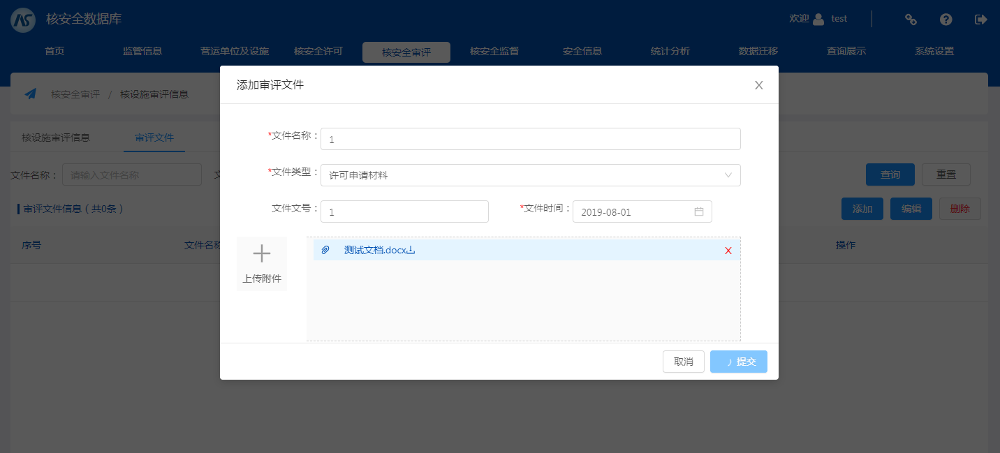 核安全数据库
欢迎 test
首页 监管信息 营运单位及设施 核安全许可 核安全审评 核安全监督 安全信息 统计分析 数据迁移 查询展示 系统设置
添加审评文件
核安全审评 / 核设施审评信息
核设施审评信息 审评文件
*文件名称： 1
文件名称： 请输入文件名称
*文件类型： 许可申请材料
查询 重置
审评文件信息（共0条）
文件文号： 1 *文件时间： 2019-08-01
添加 编辑 删除
序号 文件名称 操作
测试文档.docx
上传附件
取消 提交